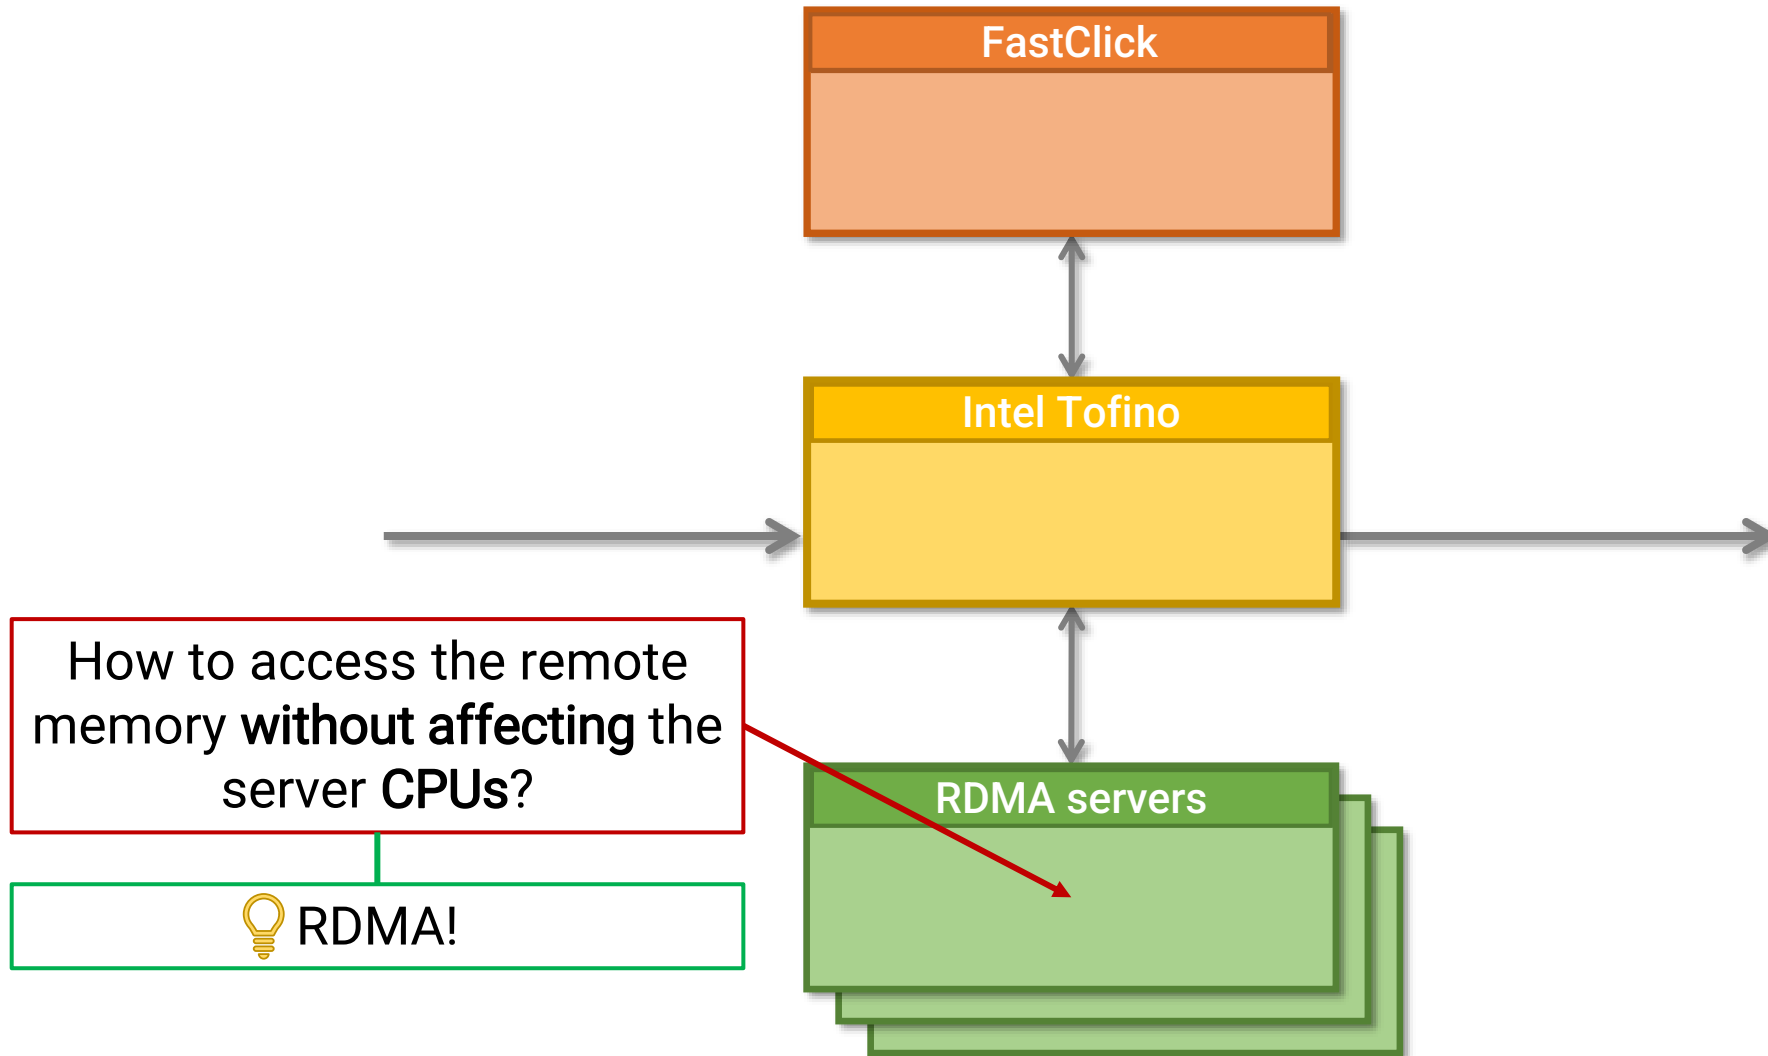 FastClick
Intel Tofino
How to access the remote
memory without affecting the
server CPUs?
RDMA servers
RDMA!